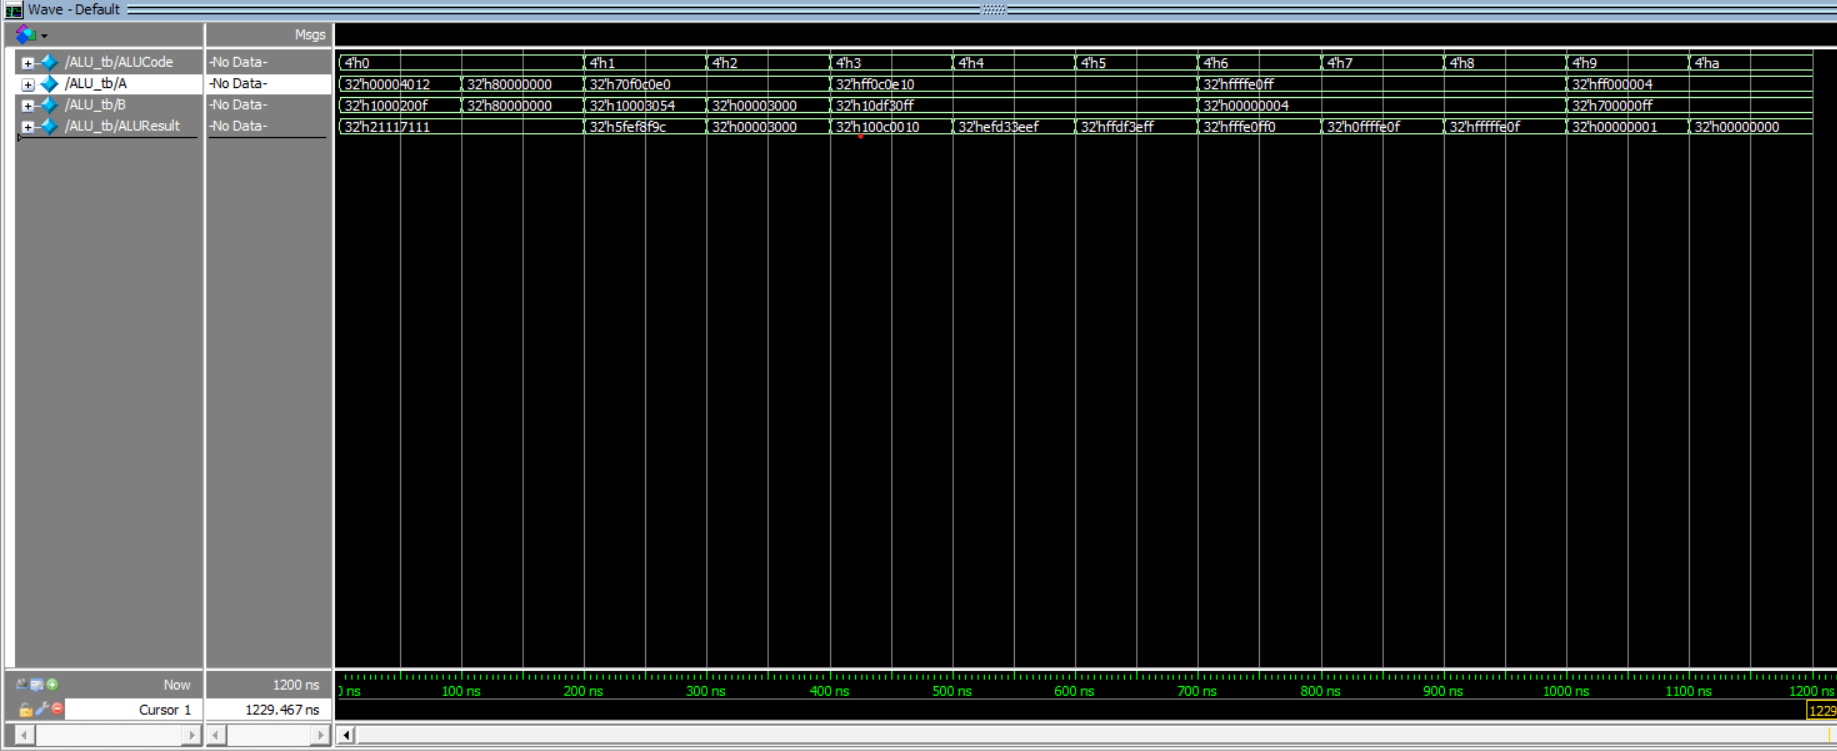 Wave - Default
Msgs
/ALU_tb/ALUCode -No Data- 4'h0 4'h1 4'h2 4'h3 4'h4 4'h5 4'h6 4'h7 4'h8 4'h9 4'ha
/ALU_tb/A -No Data- 32'h00004012 32'h80000000 32'h70f0c0e0 32'hff0c0e10 32'hffffe0ff 32'hff000004
/ALU_tb/B -No Data- 32'h1000200f 32'h80000000 32'h10003054 32'h00003000 32'h10df30ff 32'h00000004 32'h700000ff
/ALU_tb/ALUResult -No Data- 32'h21117111 32'h5fef8f9c 32'h00003000 32'h100c0010 32'hefd33eef 32'hffdf3eff 32'hfffe0ff0 32'h0ffffe0f 32'hfffffe0f 32'h00000001 32'h00000000
Now 1200 ns ns 100 ns 200 ns 300 ns 400 ns 500 ns 600 ns 700 ns 800 ns 900 ns 1000 ns 1100 ns 1200 ns
Cursor 1 1229.467 ns 1229